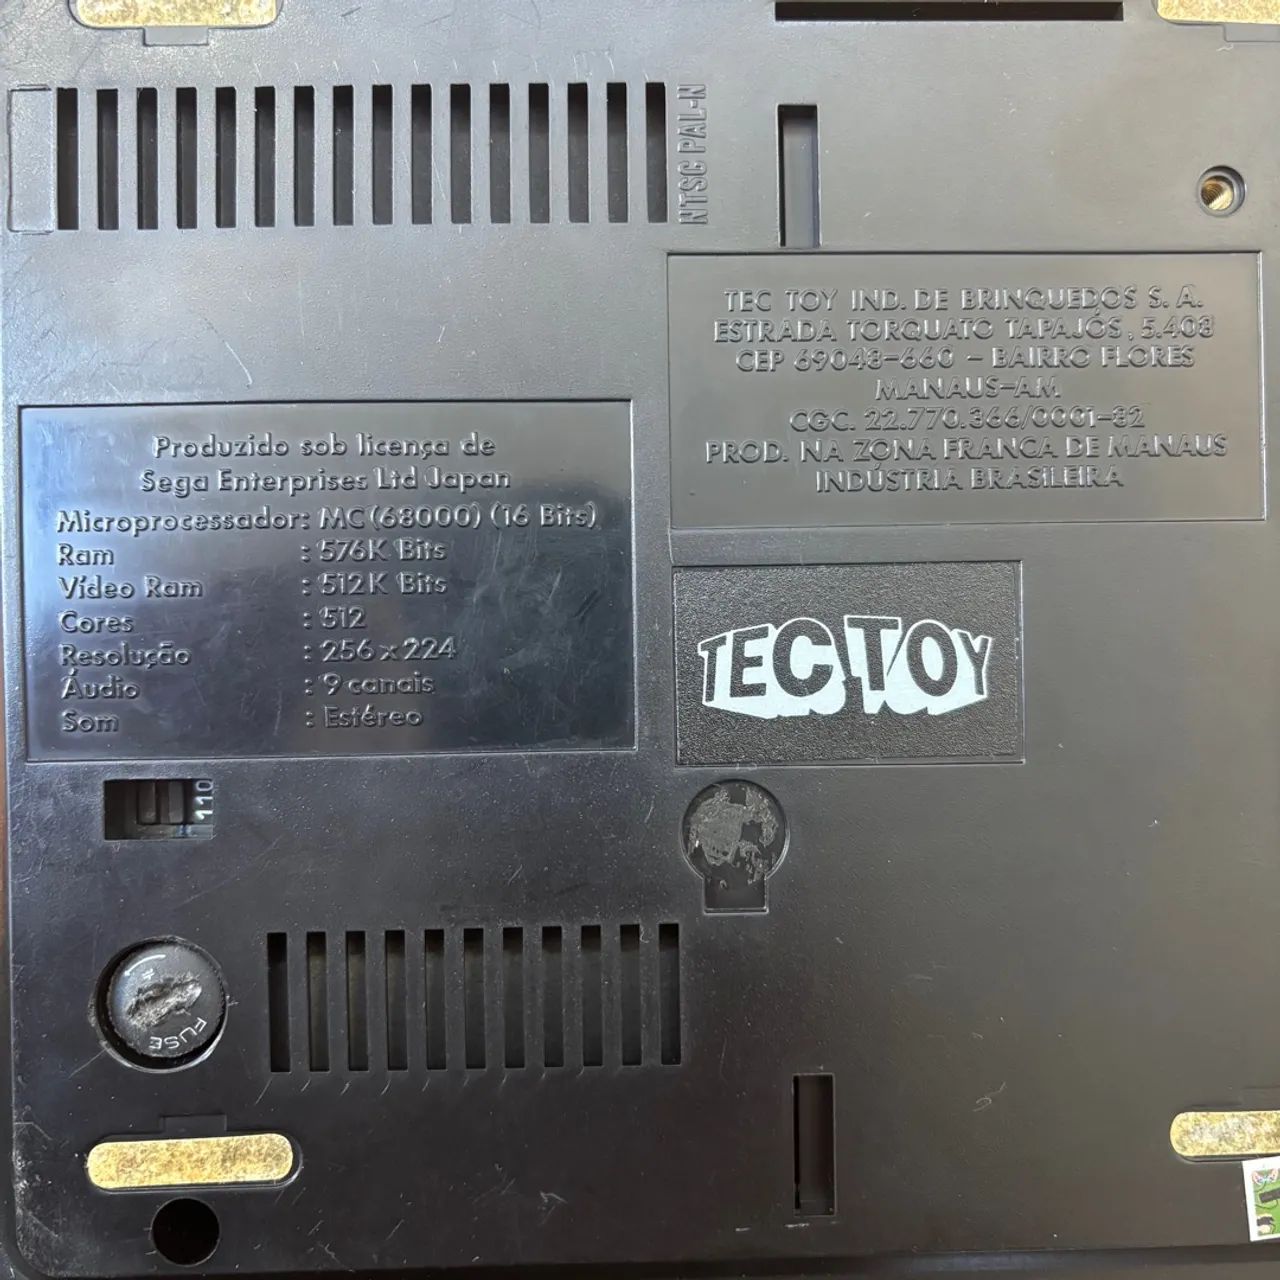 NTSC PAL-N
TEC TOY IND. DE BRINQUEDOS S. A.
ESTRADA TORQUATO TAPAJÓS, 5.408
CEP 69048-660 - BAIRRO FLORES
MANAUS-AM
CGC. 22.770.366/0001-82
PROD. NA ZONA FRANCA DE MANAUS
INDÚSTRIA BRASILEIRA
Produzido sob licença de
Sega Enterprises Ltd Japan
Microprocessador: MC (68000) (16 Bits)
Ram : 576K Bits
Vídeo Ram : 512K Bits
Cores : 512
Resolução : 256 x 224
Áudio : 9 canais
Som : Estéreo
TEC TOY
110
FUSE